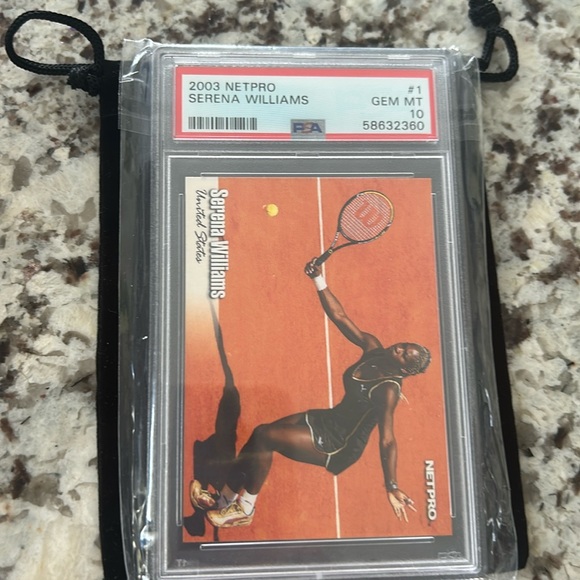 2003 NETPRO
SERENA WILLIAMS
#1
GEM MT
10
58632360
PSA
Serena Williams
United States
W
NETPRO